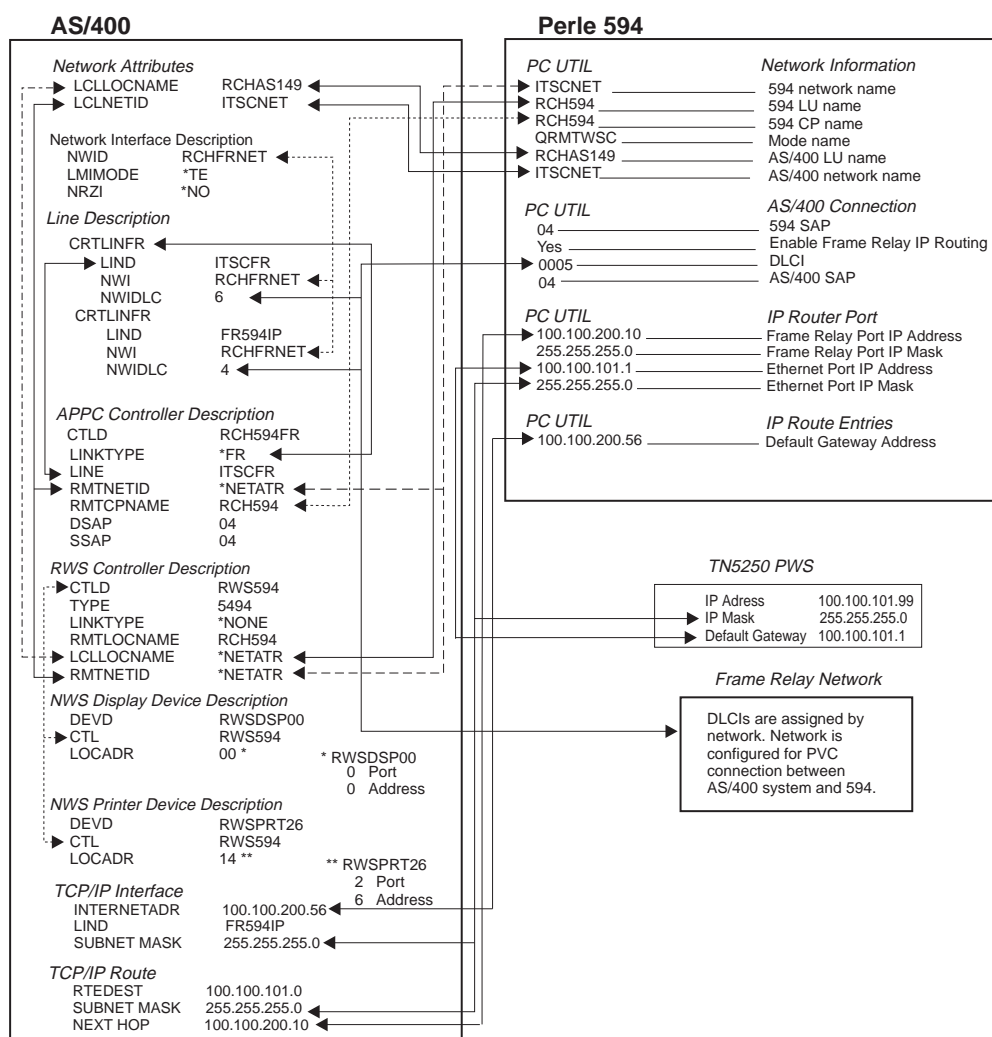 AS/400
Network Attributes
LCLLOCNAME RCHAS149
LCLNETID ITSCNET
Network Interface Description
NWID RCHFRNET
LMIMODE *TE
NRZI *NO
Line Description
CRTLINFR
LIND ITSCFR
NWI RCHFRNET
NWIDLC 6
CRTLINFR
LIND FR594IP
NWI RCHFRNET
NWIDLC 4
APPC Controller Description
CTLD RCH594FR
LINKTYPE *FR
LINE ITSCFR
RMTNETID *NETATR
RMTCPNAME RCH594
DSAP 04
SSAP 04
RWS Controller Description
CTLD RWS594
TYPE 5494
LINKTYPE *NONE
RMTLOCNAME RCH594
LCLLOCNAME *NETATR
RMTNETID *NETATR
NWS Display Device Description
DEVD RWSDSP00
CTL RWS594
LOCADR 00 *
* RWSDSP00
0 Port
0 Address
NWS Printer Device Description
DEVD RWSPRT26
CTL RWS594
LOCADR 14 **
** RWSPRT26
2 Port
6 Address
TCP/IP Interface
INTERNETADR 100.100.200.56
LIND FR594IP
SUBNET MASK 255.255.255.0
TCP/IP Route
RTEDEST 100.100.101.0
SUBNET MASK 255.255.255.0
NEXT HOP 100.100.200.10
Perle 594
PC UTIL Network Information
ITSCNET 594 network name
RCH594 594 LU name
RCH594 594 CP name
QRMTWSC Mode name
RCHAS149 AS/400 LU name
ITSCNET AS/400 network name
PC UTIL AS/400 Connection
04 594 SAP
Yes Enable Frame Relay IP Routing
0005 DLCI
04 AS/400 SAP
PC UTIL IP Router Port
100.100.200.10 Frame Relay Port IP Address
255.255.255.0 Frame Relay Port IP Mask
100.100.101.1 Ethernet Port IP Address
255.255.255.0 Ethernet Port IP Mask
PC UTIL IP Route Entries
100.100.200.56 Default Gateway Address
TN5250 PWS
IP Adress 100.100.101.99
IP Mask 255.255.255.0
Default Gateway 100.100.101.1
Frame Relay Network
DLCIs are assigned by
network. Network is
configured for PVC
connection between
AS/400 system and 594.